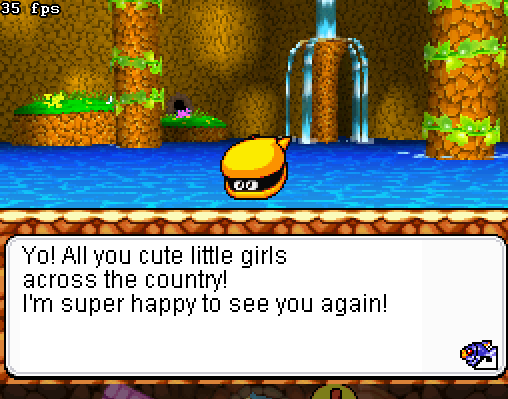 35 fps
Yo! All you cute little girls
across the country!
I'm super happy to see you again!